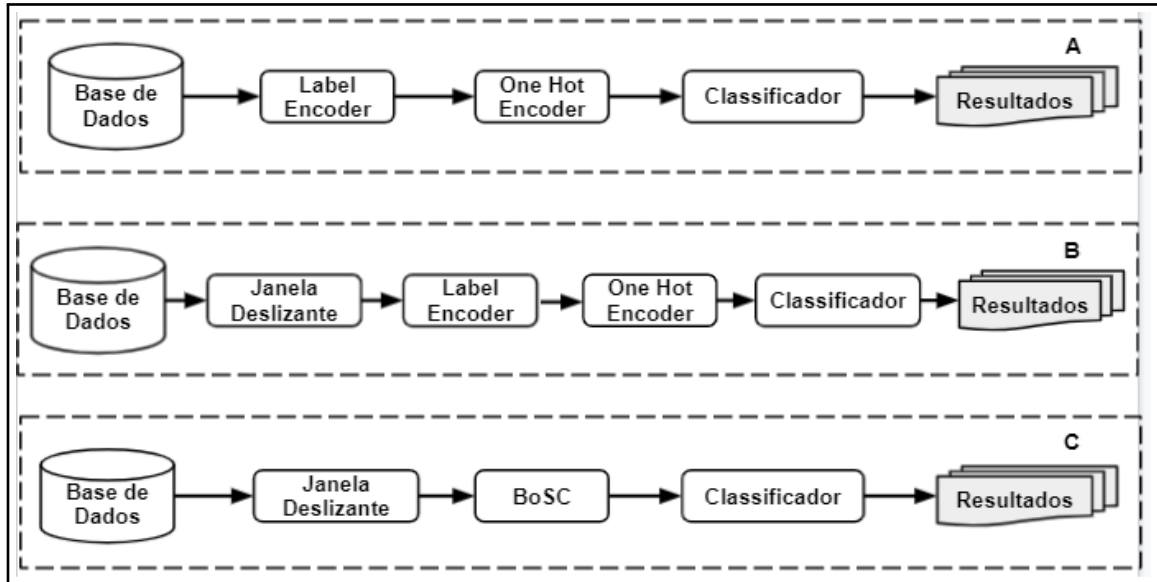 A
Base de
Dados
Label
Encoder
One Hot
Encoder
Classificador
Resultados
B
Base de
Dados
Janela
Deslizante
Label
Encoder
One Hot
Encoder
Classificador
Resultados
C
Base de
Dados
Janela
Deslizante
BoSC
Classificador
Resultados